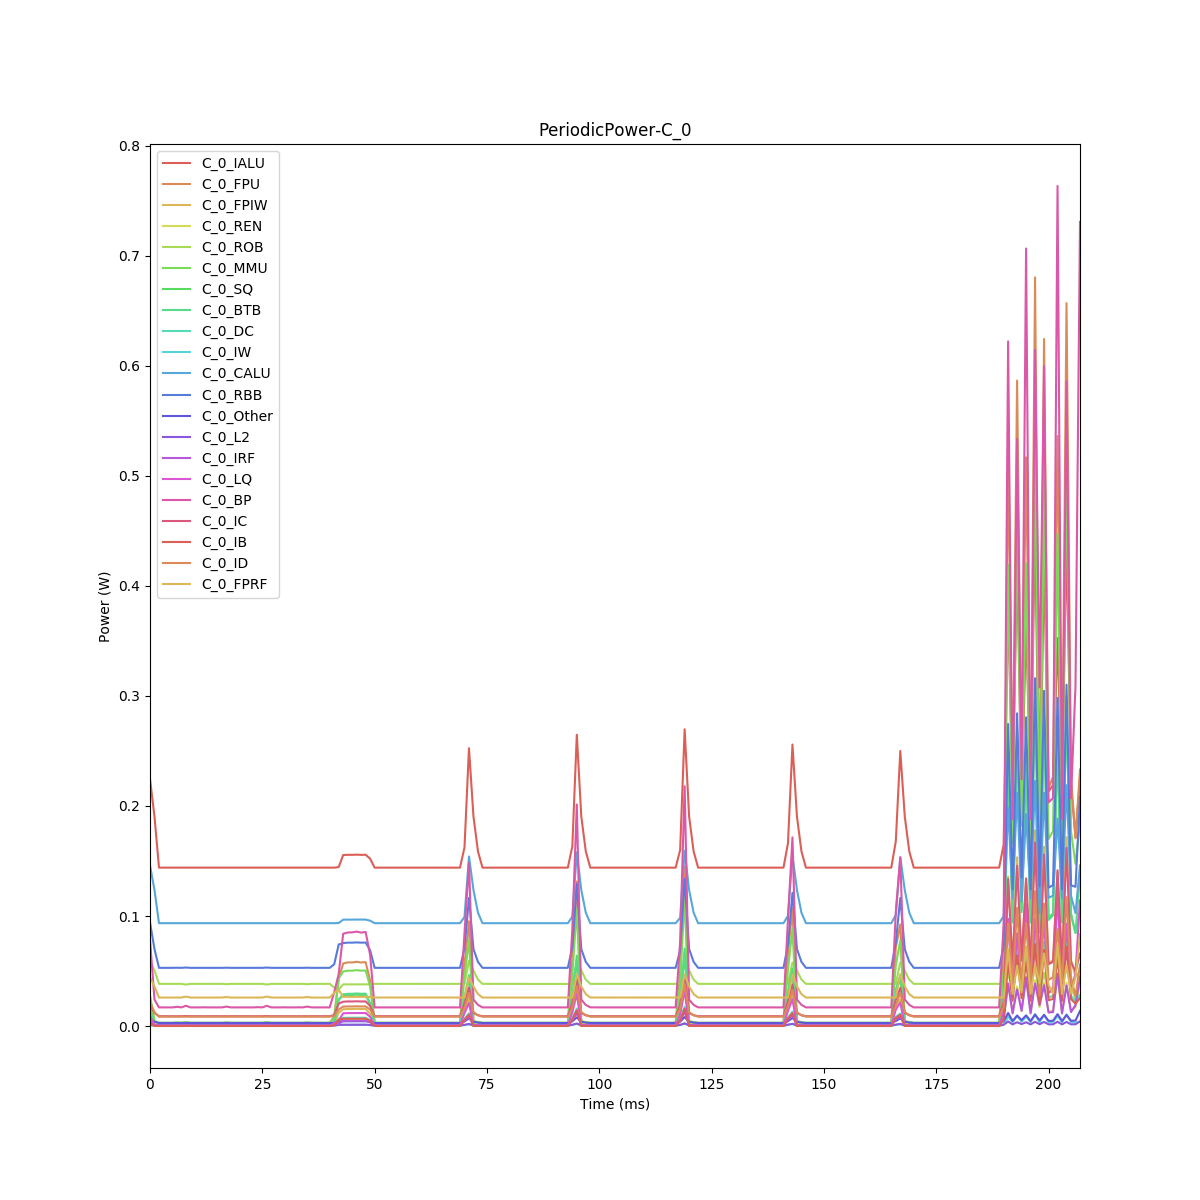 PeriodicPower-C_0
0.8
0.7
0.6
0.5
0.4
0.3
0.2
0.1
0.0
Power (W)
C_0_IALU
C_0_FPU
C_0_FPIW
C_0_REN
C_0_ROB
C_0_MMU
C_0_SQ
C_0_BTB
C_0_DC
C_0_IW
C_0_CALU
C_0_RBB
C_0_Other
C_0_L2
C_0_IRF
C_0_LQ
C_0_BP
C_0_IC
C_0_IB
C_0_ID
C_0_FPRF
0 25 50 75 100 125 150 175 200
Time (ms)